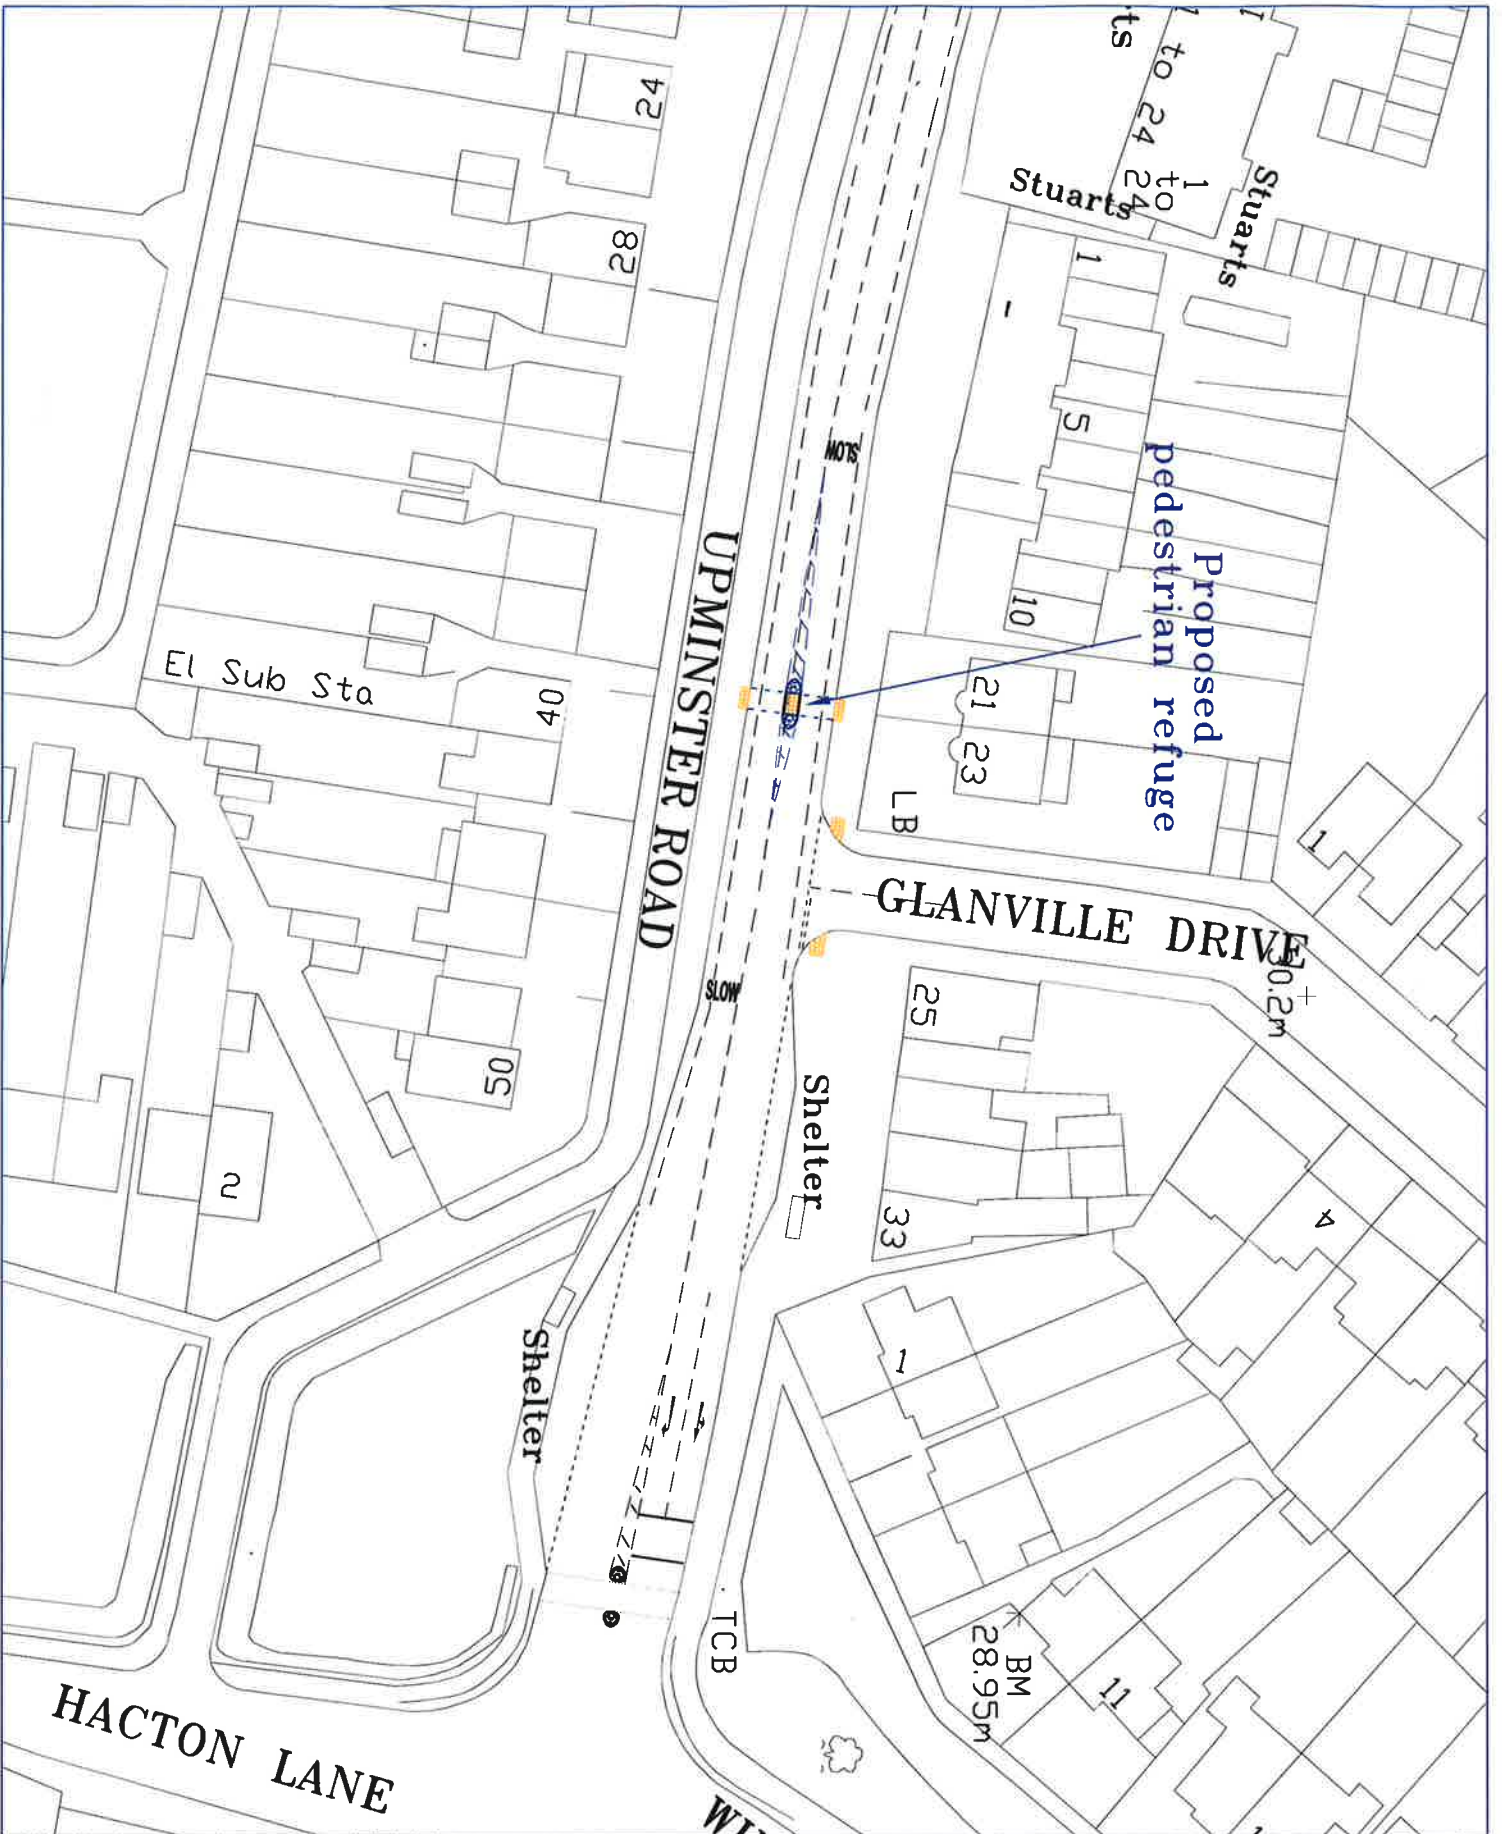 ts
1 to 24
1
1
to
24
Stuarts
Stuarts
24
28
40
50
2
El Sub Sta
1
5
10
21
23
LB
Proposed
pedestrian refuge
SLOW
SLOW
UPMINSTER ROAD
GLANVILLE DRIVE
30.2m
25
33
Shelter
Shelter
1
4
1
11
BM
28.95m
TCB
HACTON LANE